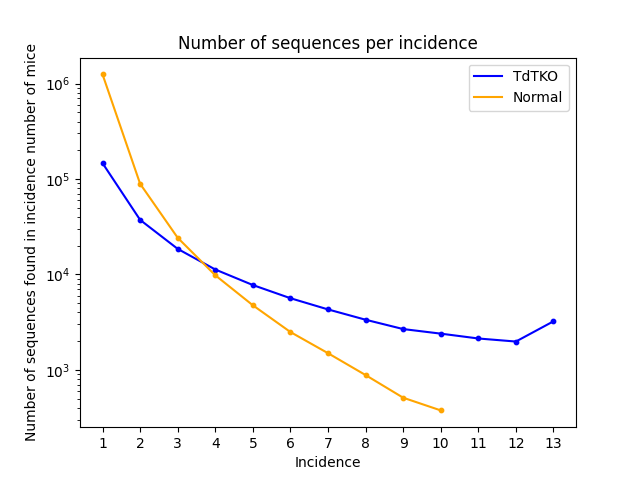 Number of sequences per incidence
Number of sequences found in incidence number of mice
10^6
10^5
10^4
10^3
TdTKO
Normal
1 2 3 4 5 6 7 8 9 10 11 12 13
Incidence